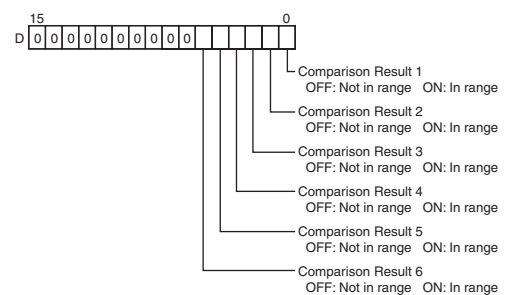 15 0
D 0 0 0 0 0 0 0 0 0 0
Comparison Result 1
OFF: Not in range ON: In range
Comparison Result 2
OFF: Not in range ON: In range
Comparison Result 3
OFF: Not in range ON: In range
Comparison Result 4
OFF: Not in range ON: In range
Comparison Result 5
OFF: Not in range ON: In range
Comparison Result 6
OFF: Not in range ON: In range